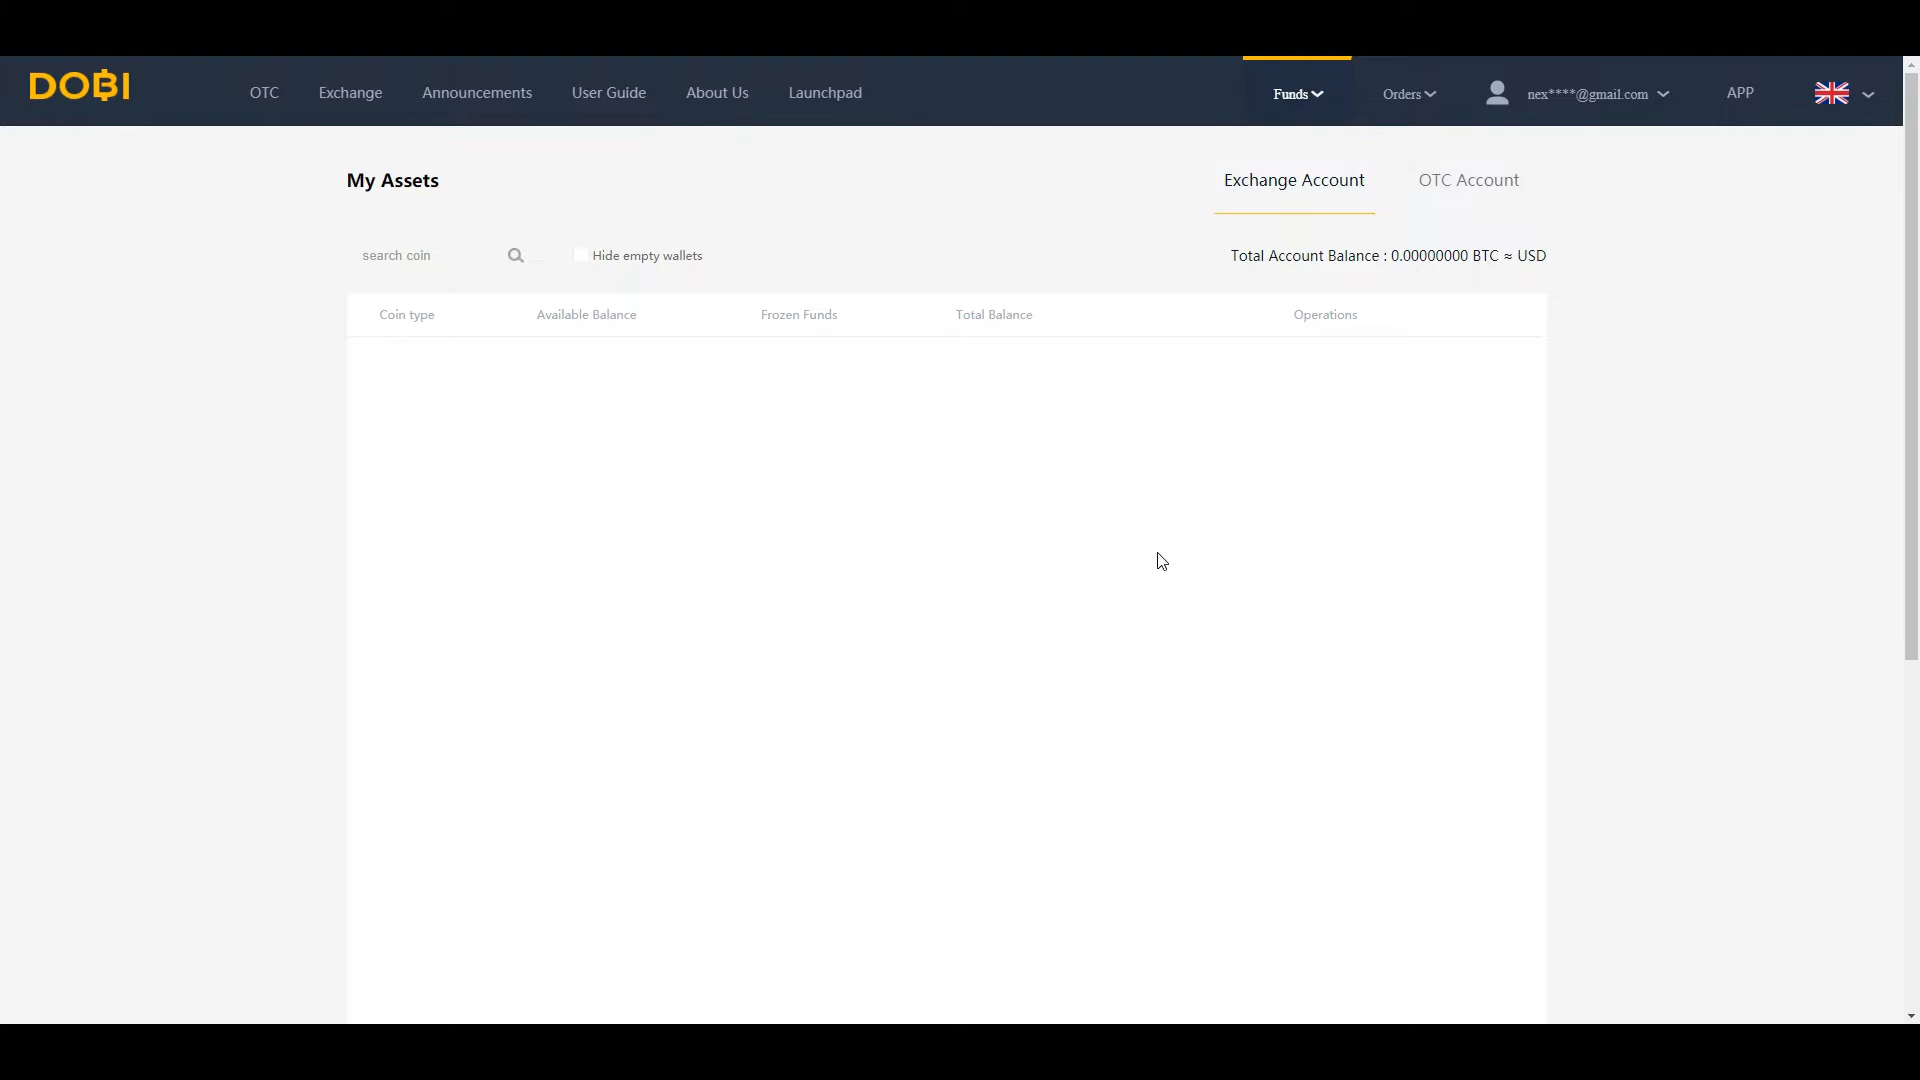 DOBI OTC Exchange Announcements User Guide About Us Launchpad Funds Orders nex****@gmail.com APP
My Assets Exchange Account OTC Account
search coin Hide empty wallets Total Account Balance : 0.00000000 BTC ≈ USD
Coin type Available Balance Frozen Funds Total Balance Operations